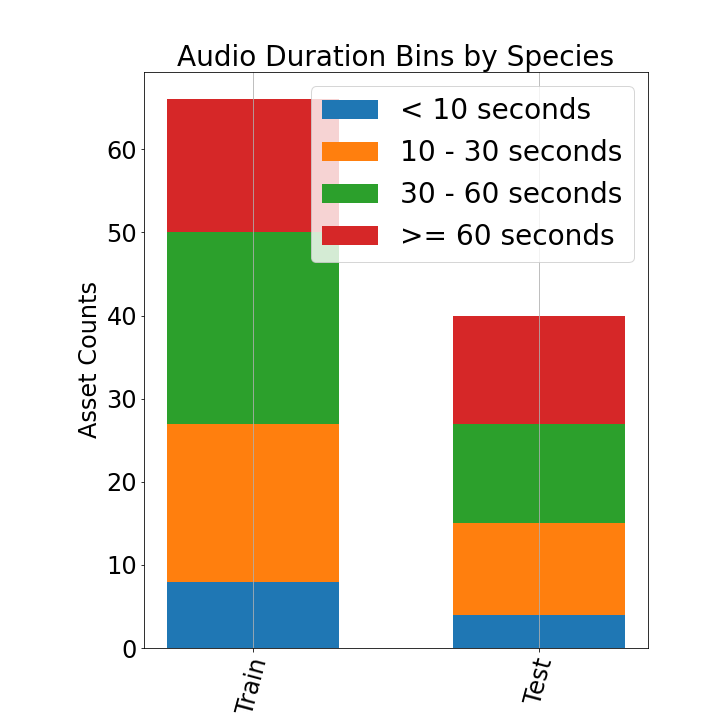 Audio Duration Bins by Species
< 10 seconds
10 - 30 seconds
30 - 60 seconds
>= 60 seconds
Asset Counts
60
50
40
30
20
10
0
Train
Test